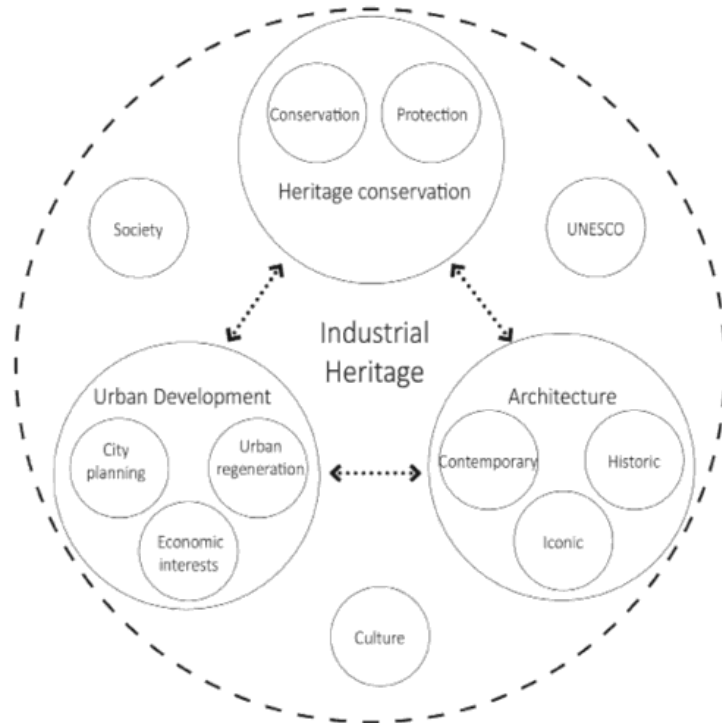 Conservation
Protection
Heritage conservation
Society
UNESCO
Industrial
Heritage
Urban Development
City
planning
Urban
regeneration
Economic
interests
Architecture
Contemporary
Historic
Iconic
Culture